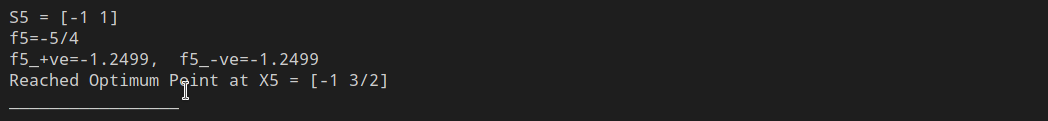 S5 = [-1 1]
f5=-5/4
f5_+ve=-1.2499,  f5_-ve=-1.2499
Reached Optimum Point at X5 = [-1 3/2]